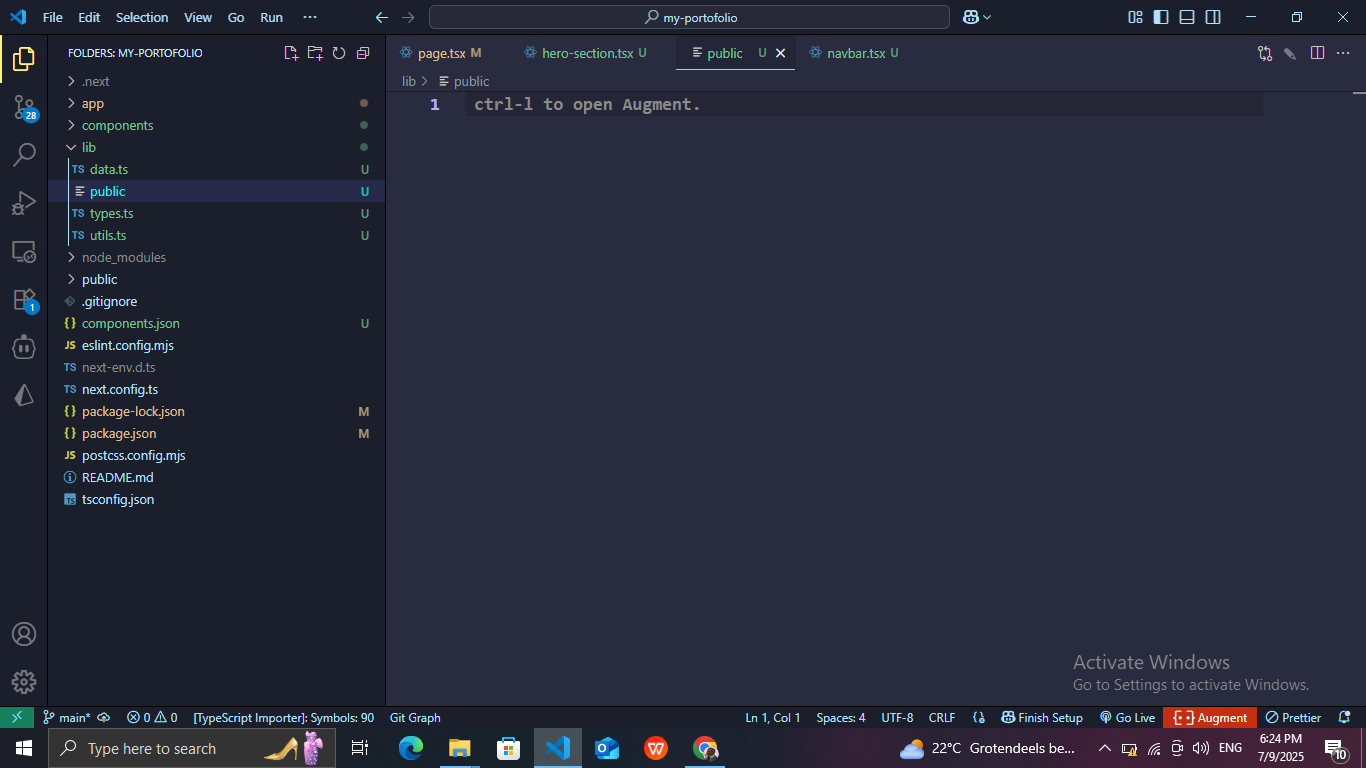 File Edit Selection View Go Run ···
my-portofolio
FOLDERS: MY-PORTOFOLIO
.next
app
components
lib
TS data.ts U
public U
TS types.ts U
TS utils.ts U
node_modules
public
.gitignore
{} components.json U
JS eslint.config.mjs
TS next-env.d.ts
TS next.config.ts
{} package-lock.json M
{} package.json M
JS postcss.config.mjs
README.md
TS tsconfig.json
28
1
page.tsx M
hero-section.tsx U
public U
navbar.tsx U
lib > public
1 ctrl-l to open Augment.
Activate Windows
Go to Settings to activate Windows.
main* 0 0 [TypeScript Importer]: Symbols: 90 Git Graph
Ln 1, Col 1 Spaces: 4 UTF-8 CRLF {} Finish Setup Go Live Augment Prettier
Type here to search
22°C Grotendeels be... ENG
6:24 PM
7/9/2025
10